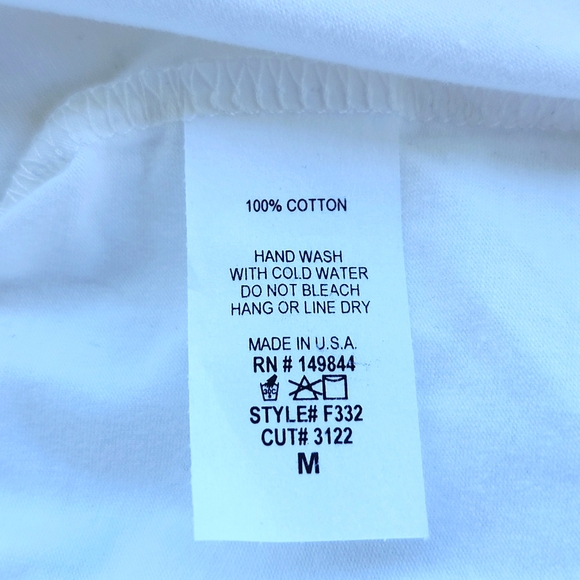 100% COTTON
HAND WASH
WITH COLD WATER
DO NOT BLEACH
HANG OR LINE DRY
MADE IN U.S.A.
RN # 149844
30C
STYLE# F332
CUT# 3122
M